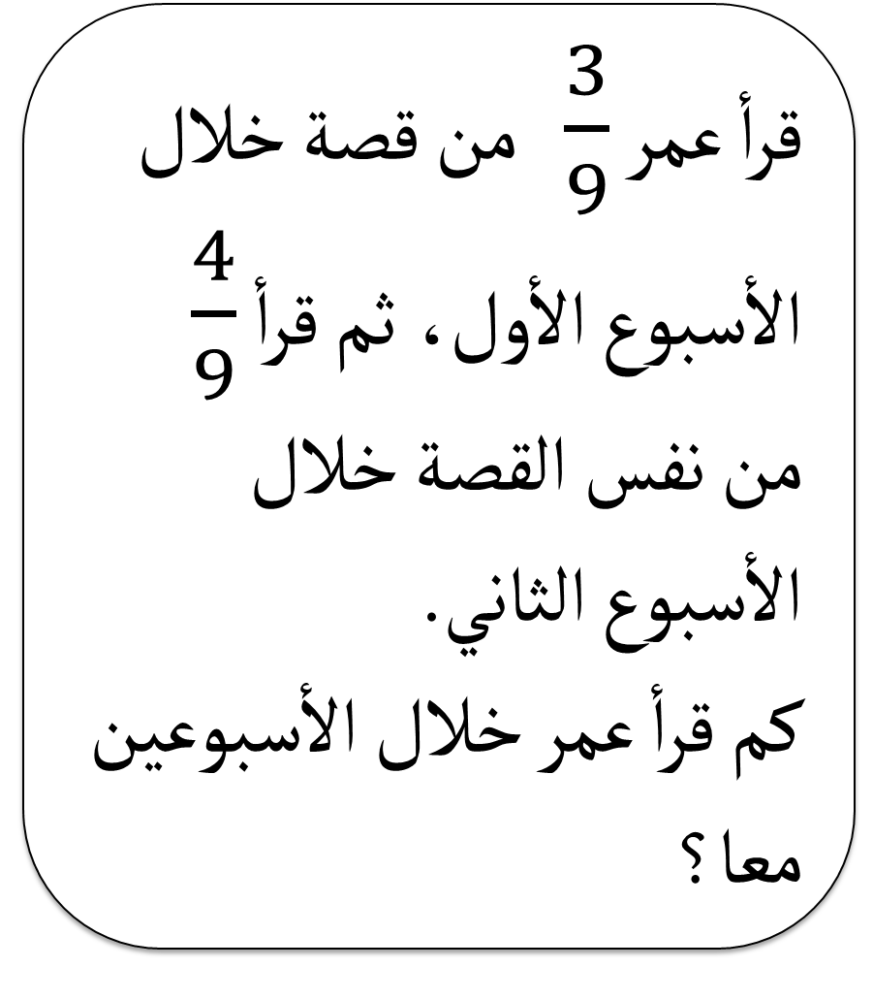 قرأ عمر 3/9 من قصة خلال
الأسبوع الأول، ثم قرأ 4/9
من نفس القصة خلال
الأسبوع الثاني.
كم قرأ عمر خلال الأسبوعين
معا؟